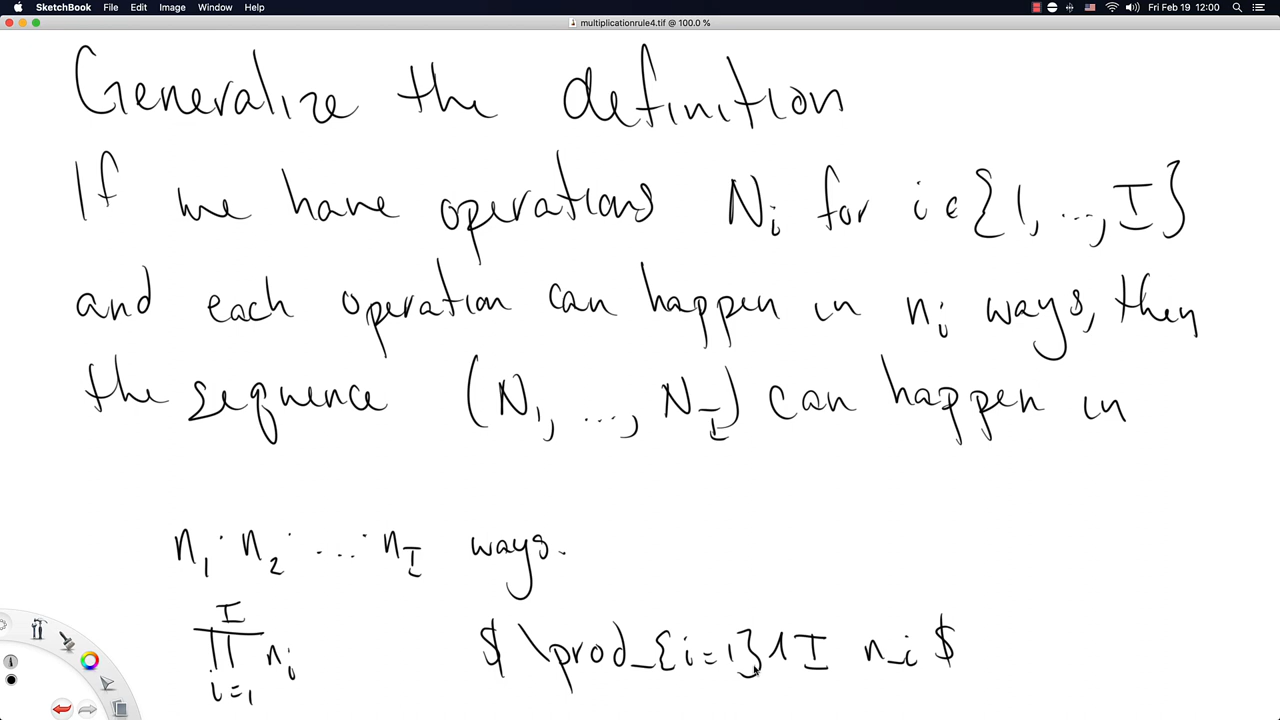 SketchBook File Edit Image Window Help Fri Feb 19 12:00
multiplicationrule4.tif @ 100.0 %
Generalize the definition
If we have operations N_i for i ∈ {1, ..., I}
and each operation can happen in n_i ways, then
the sequence (N_1, ..., N_I) can happen in
n_1 · n_2 · ... · n_I ways.
∏_{i=1}^I n_i $\prod_{i=1}^I n_i$